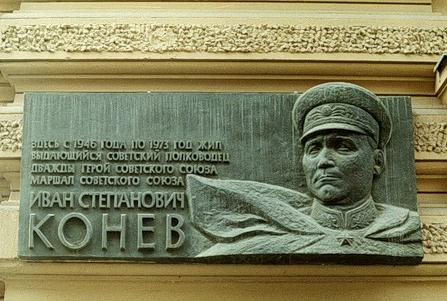 ЗДЕСЬ С 1946 ГОДА ПО 1973 ГОД ЖИЛ
ВЫДАЮЩИЙСЯ СОВЕТСКИЙ ПОЛКОВОДЕЦ
ДВАЖДЫ ГЕРОЙ СОВЕТСКОГО СОЮЗА
МАРШАЛ СОВЕТСКОГО СОЮЗА
ИВАН СТЕПАНОВИЧ
КОНЕВ